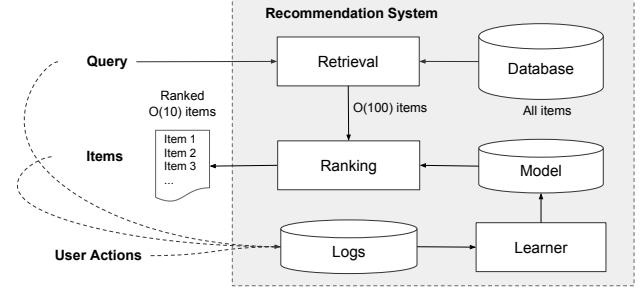 Recommendation System
Query
Retrieval
Database
All items
Ranked
O(10) items
O(100) items
Item 1
Item 2
Item 3
...
Items
Ranking
Model
User Actions
Logs
Learner